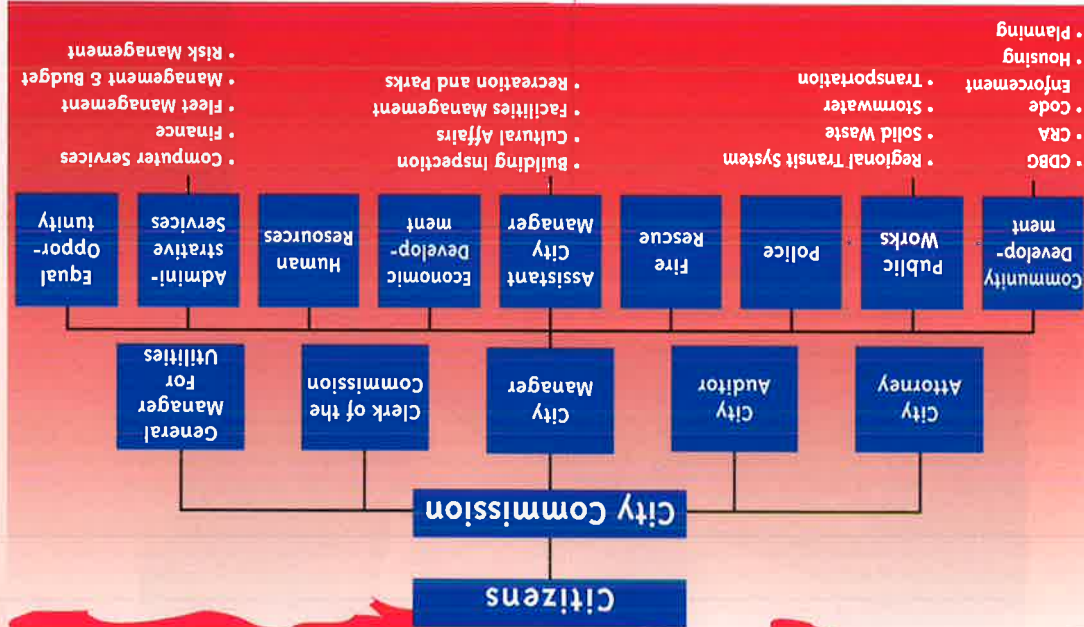 Citizens
City Commission
City
Attorney
City
Auditor
City
Manager
Clerk of the
Commission
General
Manager
For
Utilities
Community
Develop-
ment
Public
Works
Police
Fire
Rescue
Assistant
City
Manager
Economic
Develop-
ment
Human
Resources
Admini-
strative
Services
Equal
Oppor-
tunity
• CDBG
• CRA
• Code
Enforcement
• Housing
• Planning
• Regional Transit System
• Solid Waste
• Stormwater
• Transportation
• Building Inspection
• Cultural Affairs
• Facilities Management
• Recreation and Parks
• Computer Services
• Finance
• Fleet Management
• Management & Budget
• Risk Management